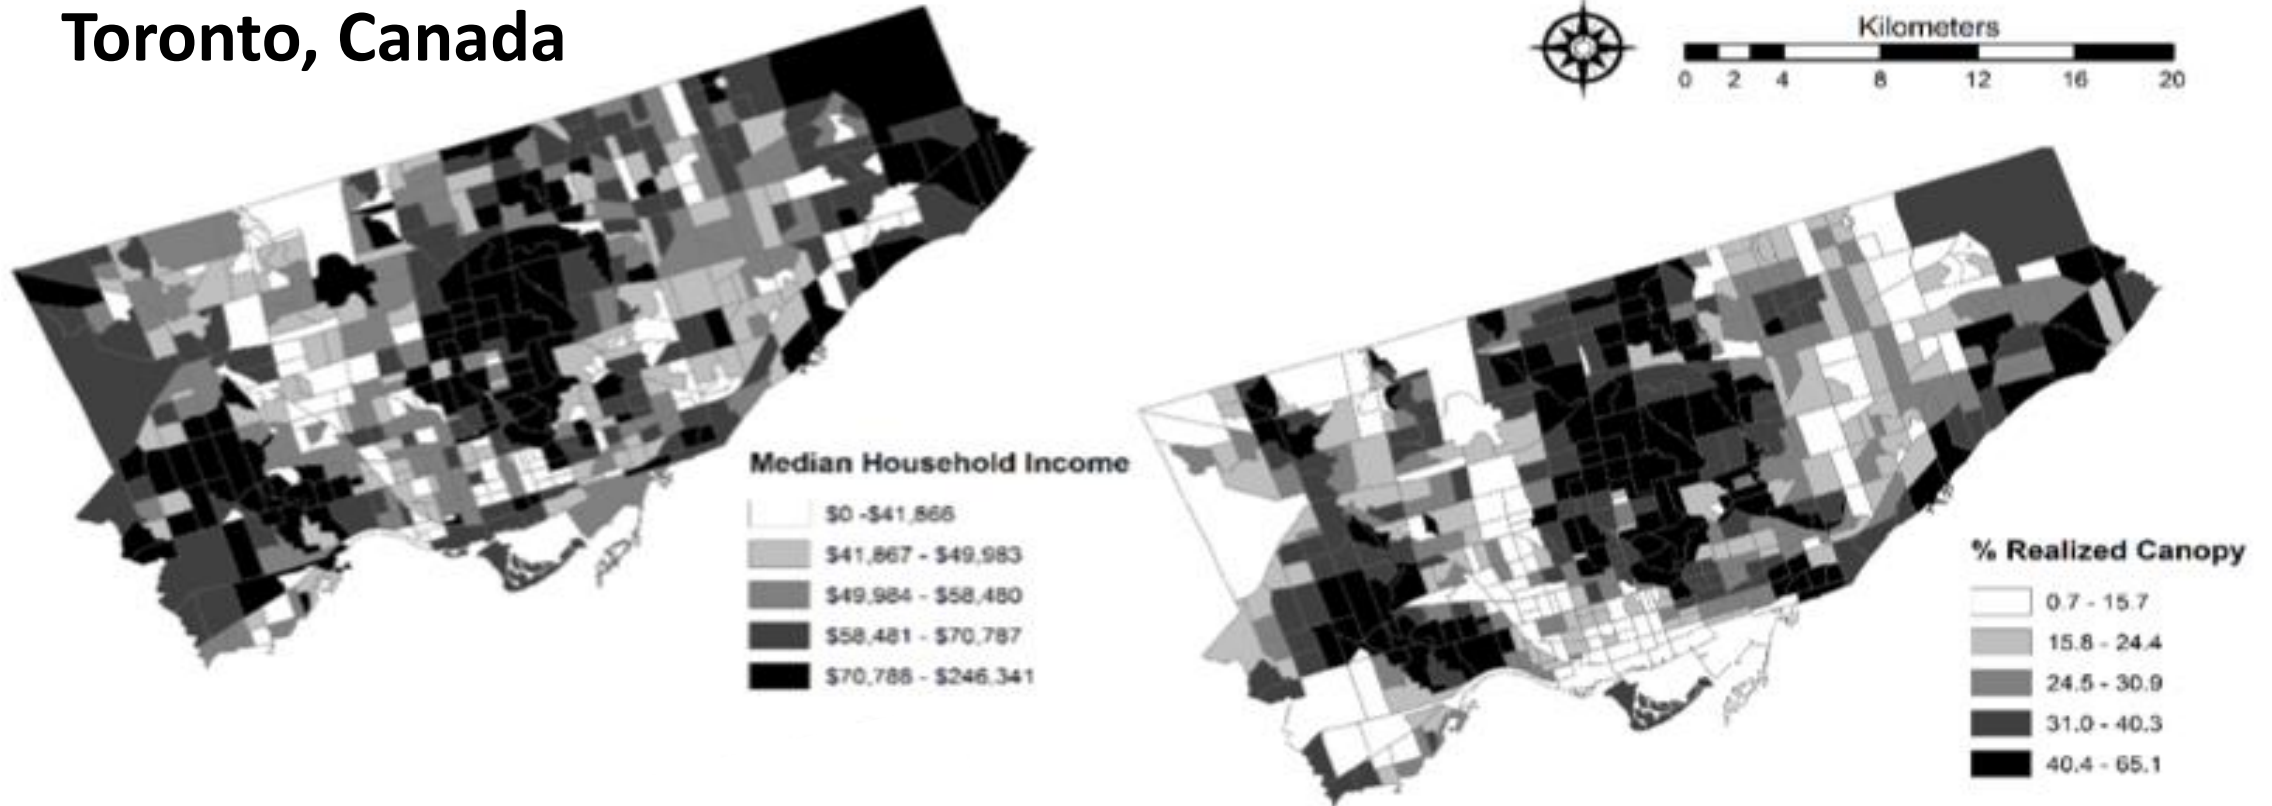 Toronto, Canada
Kilometers
0 2 4 8 12 16 20
Median Household Income
$0 -$41,866
$41,867 - $49,983
$49,984 - $58,480
$58,481 - $70,787
$70,788 - $246,341
% Realized Canopy
0.7 - 15.7
15.8 - 24.4
24.5 - 30.9
31.0 - 40.3
40.4 - 65.1